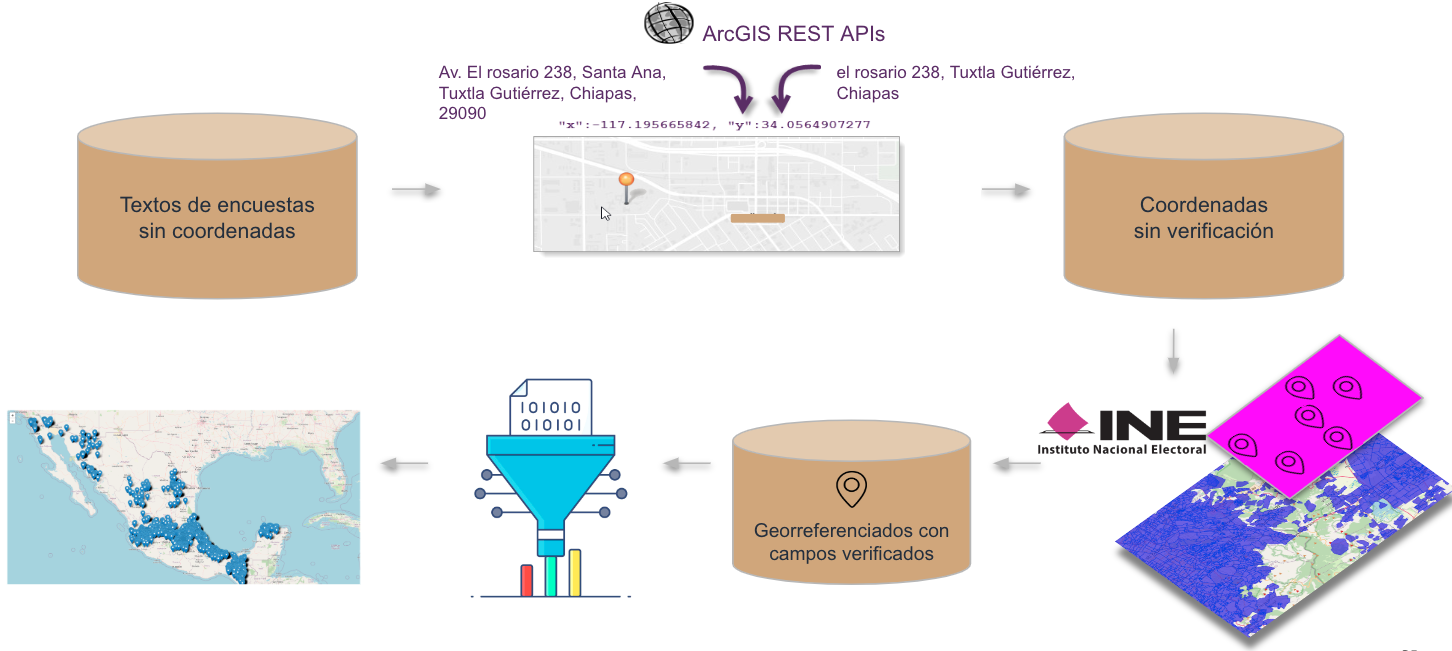 ArcGIS REST APIs
Av. El rosario 238, Santa Ana,
Tuxtla Gutiérrez, Chiapas,
29090
el rosario 238, Tuxtla Gutiérrez,
Chiapas
"x":-117.195665842, "y":34.0564907277
Textos de encuestas
sin coordenadas
Coordenadas
sin verificación
INE
Instituto Nacional Electoral
Georreferenciados con
campos verificados
101010
010101